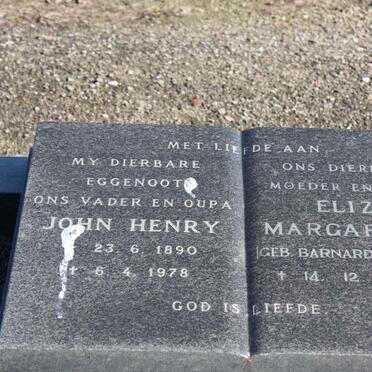 MET LIEFDE AAN
MY DIERBARE
EGGENOOT
ONS VADER EN OUPA
JOHN HENRY
* 23. 6. 1890
+ 6. 4. 1978
ONS DIER
MOEDER EN
ELIZ
MARGAR
(GEB. BARNARD
+ 14. 12
GOD IS LIEFDE.